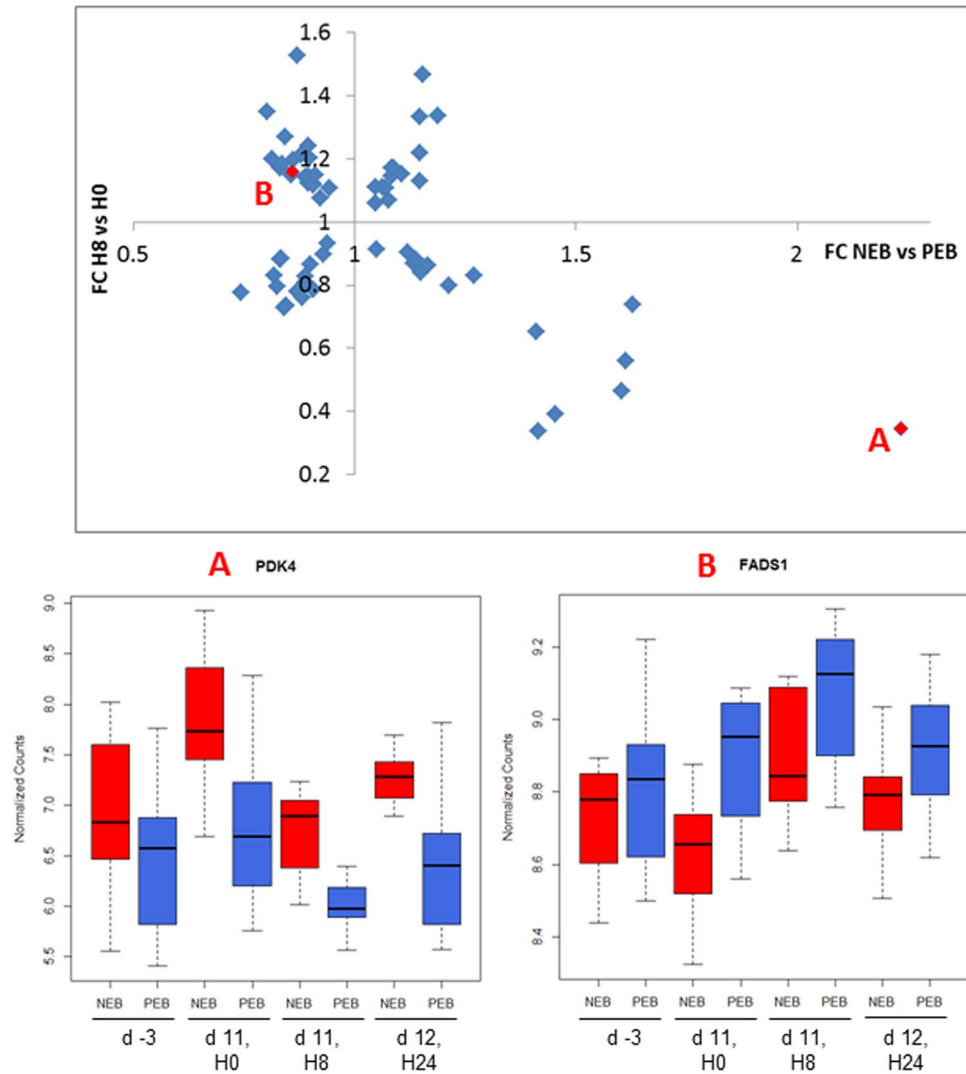 1.6
1.4
1.2
1
0.8
0.6
0.4
0.2
0.5 1 1.5 2
FC H8 vs H0
FC NEB vs PEB
B
A
A PDK4
Normalized Counts
9.0
8.5
8.0
7.5
7.0
6.5
6.0
5.5
NEB PEB NEB PEB NEB PEB NEB PEB
d -3 d 11, H0 d 11, H8 d 12, H24
B FADS1
Normalized Counts
9.2
9.0
8.8
8.6
8.4
NEB PEB NEB PEB NEB PEB NEB PEB
d -3 d 11, H0 d 11, H8 d 12, H24